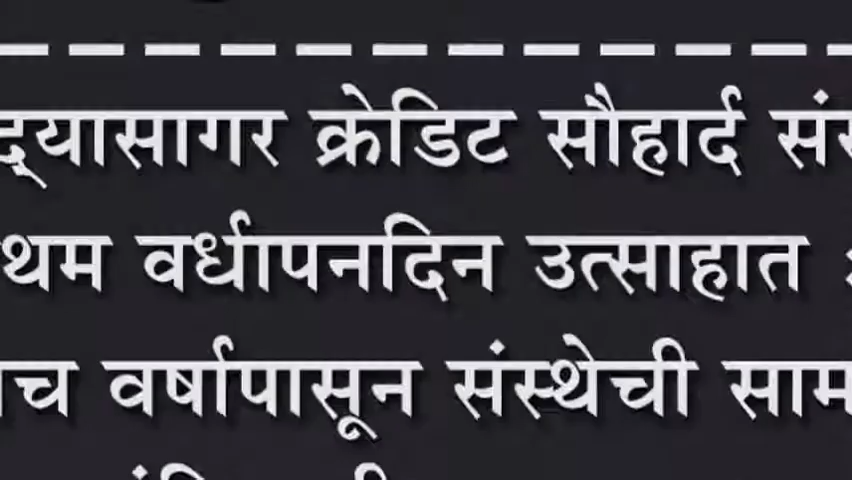 द्यासागर क्रेडिट सौहार्द सं
थम वर्धापनदिन उत्साहात
च वर्षापासून संस्थेची साम